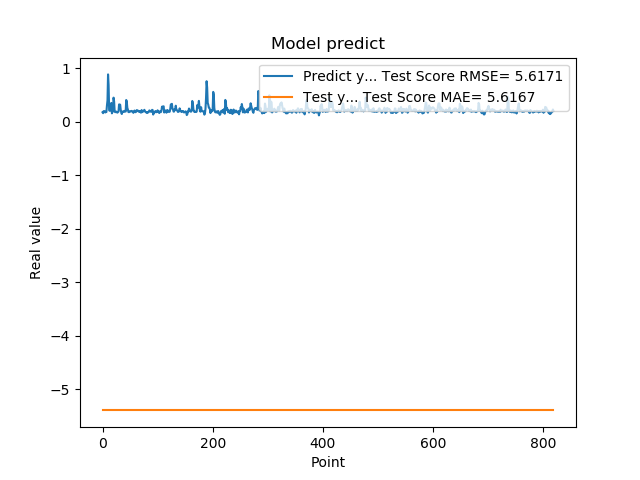 Model predict
Predict y... Test Score RMSE= 5.6171
Test y... Test Score MAE= 5.6167
1
0
−1
−2
−3
−4
−5
Real value
0 200 400 600 800
Point